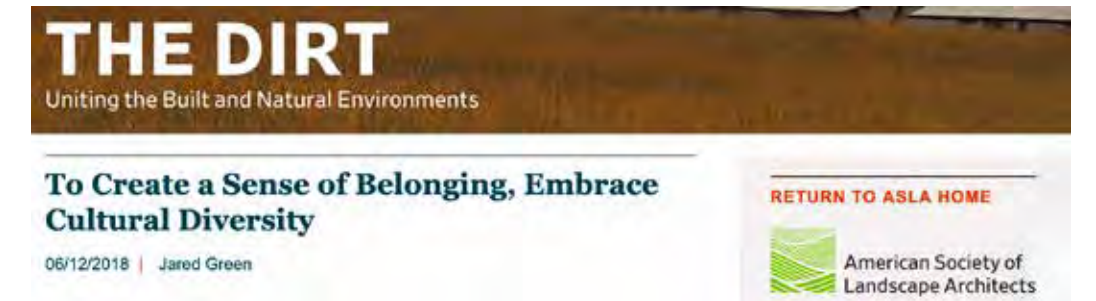 THE DIRT
Uniting the Built and Natural Environments
To Create a Sense of Belonging, Embrace
Cultural Diversity
06/12/2018 | Jared Green
RETURN TO ASLA HOME
American Society of
Landscape Architects